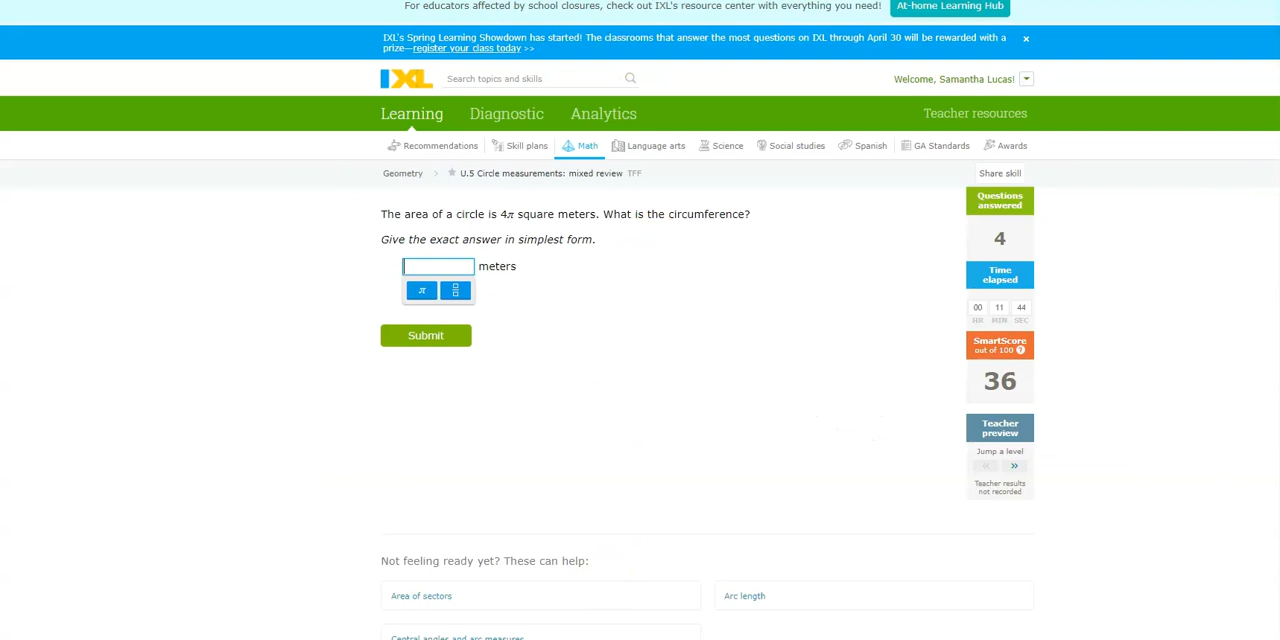 For educators affected by school closures, check out IXL's resource center with everything you need!
At-home Learning Hub
IXL's Spring Learning Showdown has started! The classrooms that answer the most questions on IXL through April 30 will be rewarded with a
prize—register your class today >>
×
IXL
Search topics and skills
Welcome, Samantha Lucas!
Learning
Diagnostic
Analytics
Teacher resources
Recommendations
Skill plans
Math
Language arts
Science
Social studies
Spanish
GA Standards
Awards
Geometry > ★ U.5 Circle measurements: mixed review TFF
Share skill
The area of a circle is 4π square meters. What is the circumference?
Give the exact answer in simplest form.
meters
π
Submit
Questions
answered
4
Time
elapsed
00 11 44
HR MIN SEC
SmartScore
out of 100 ?
36
Teacher
preview
Jump a level
<< >>
Teacher results
not recorded
Not feeling ready yet? These can help:
Area of sectors
Arc length
Central angles and arc measures